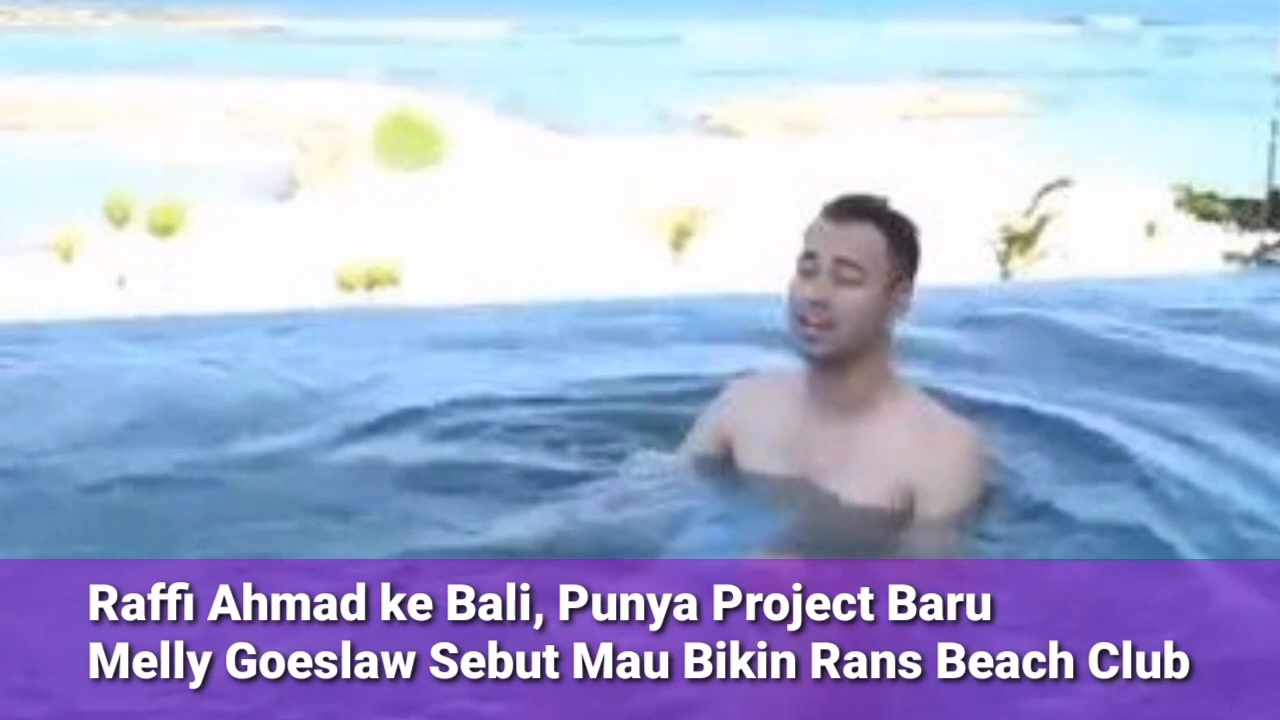 Raffi Ahmad ke Bali, Punya Project Baru
Melly Goeslaw Sebut Mau Bikin Rans Beach Club